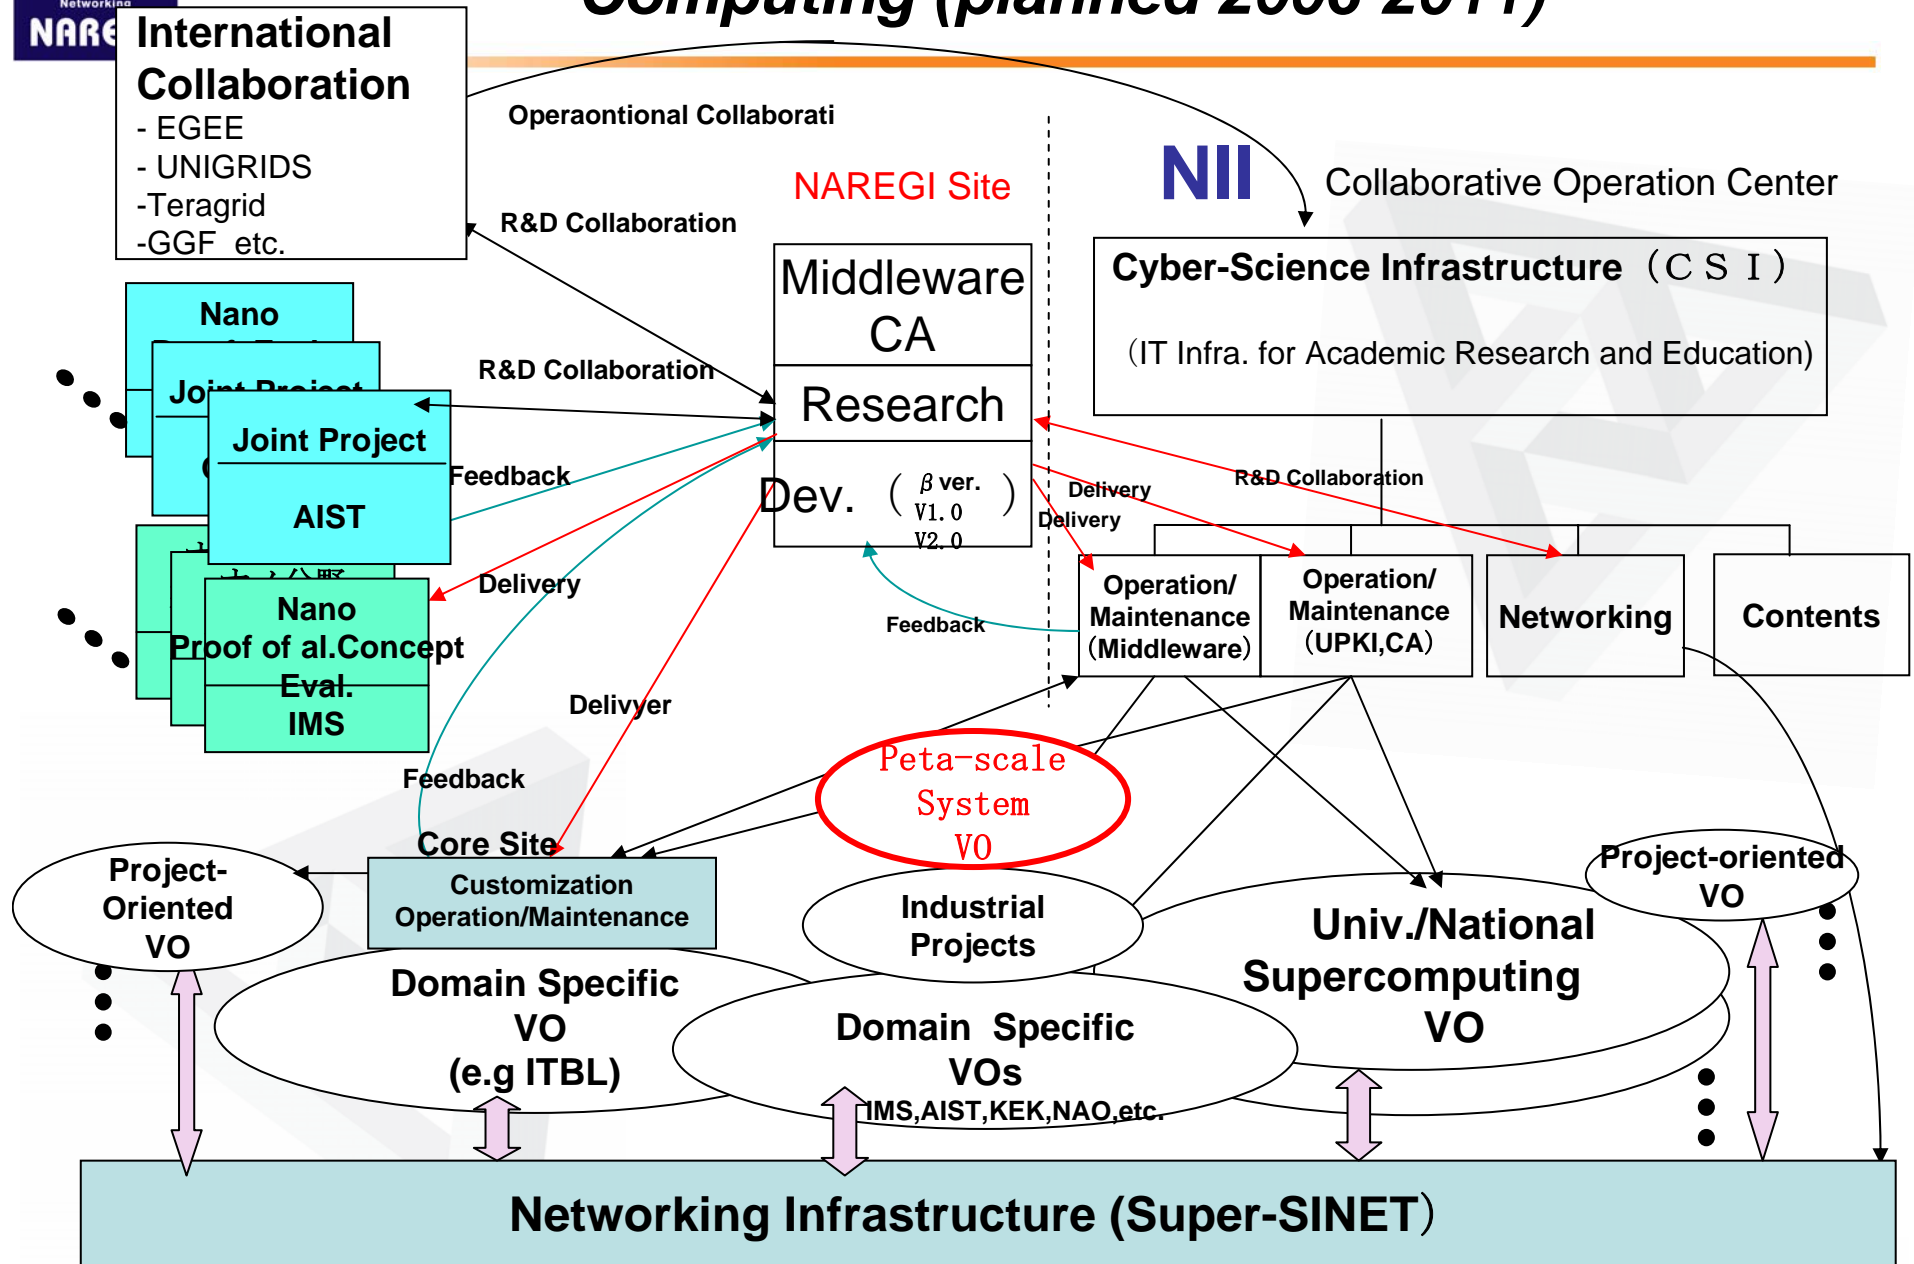 Networking
Computing (planned 2006-2011)
International
Collaboration
- EGEE
- UNIGRIDS
-Teragrid
-GGF etc.
Operaontional Collaborati
NAREGI Site
NII
Collaborative Operation Center
R&D Collaboration
Middleware
CA
Research
Dev. （βver.
V1.0
V2.0）
Cyber-Science Infrastructure（ＣＳＩ）
（IT Infra. for Academic Research and Education)
Nano
R&D Collaboration
Joint Project
Joint Project
AIST
Feedback
Delivery
Delivery
R&D Collaboration
Nano
Proof of al.Concept
Eval.
IMS
Delivery
Feedback
Operation/
Maintenance
（Middleware）
Operation/
Maintenance
（UPKI,CA）
Networking
Contents
Delivyer
Feedback
Peta-scale
System
VO
Core Site
Customization
Operation/Maintenance
Project-
Oriented
VO
Industrial
Projects
Univ./National
Supercomputing
VO
Project-oriented
VO
Domain Specific
VO
(e.g ITBL)
Domain Specific
VOs
IMS,AIST,KEK,NAO,etc.
Networking Infrastructure (Super-SINET）